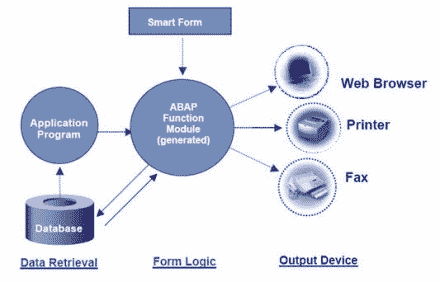 Smart Form
Web Browser
ABAP
Function
Module
(generated)
Application
Program
Printer
Fax
Database
Data Retrieval
Form Logic
Output Device